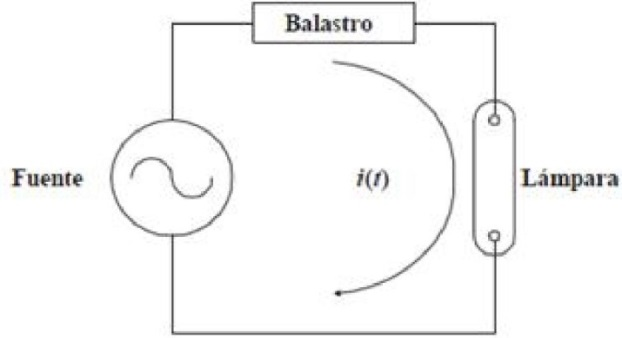 Balastro
Fuente
i(t)
Lámpara